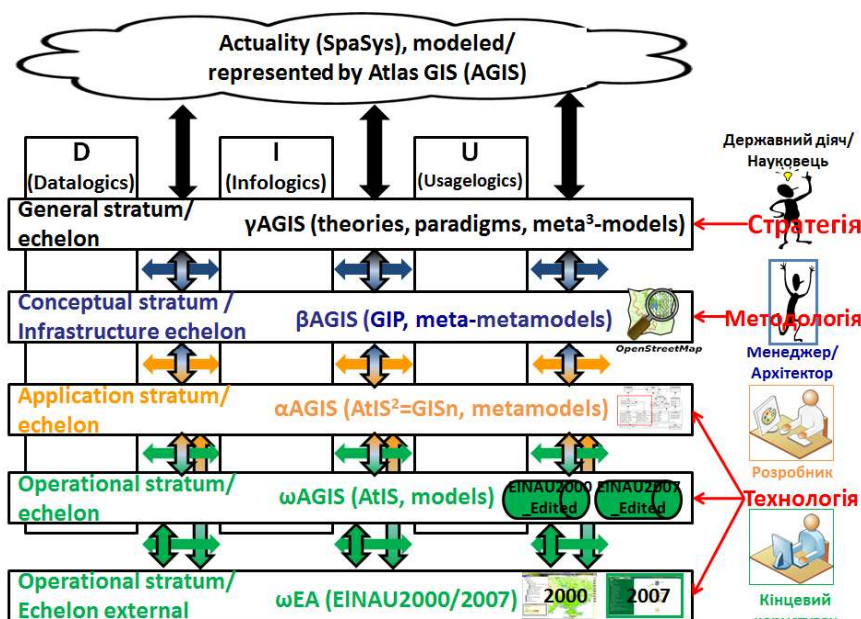 Actuality (SpaSys), modeled/
represented by Atlas GIS (AGIS)
D
(Datalogics)
I
(Infologics)
U
(Usagelogics)
Державний діяч/
Науковець
General stratum/
echelon
γAGIS (theories, paradigms, meta³-models)
Стратегія
Conceptual stratum /
Infrastructure echelon
βAGIS (GIP, meta-metamodels)
OpenStreetMap
Методологія
Менеджер/
Архітектор
Application stratum/
echelon
αAGIS (AtIS²=GISn, metamodels)
Розробник
Operational stratum/
echelon
ωAGIS (AtIS, models)
EINAU2000
_Edited
EINAU2007
_Edited
Технологія
Operational stratum/
Echelon external
ωEA (EINAU2000/2007)
2000
2007
Кінцевий